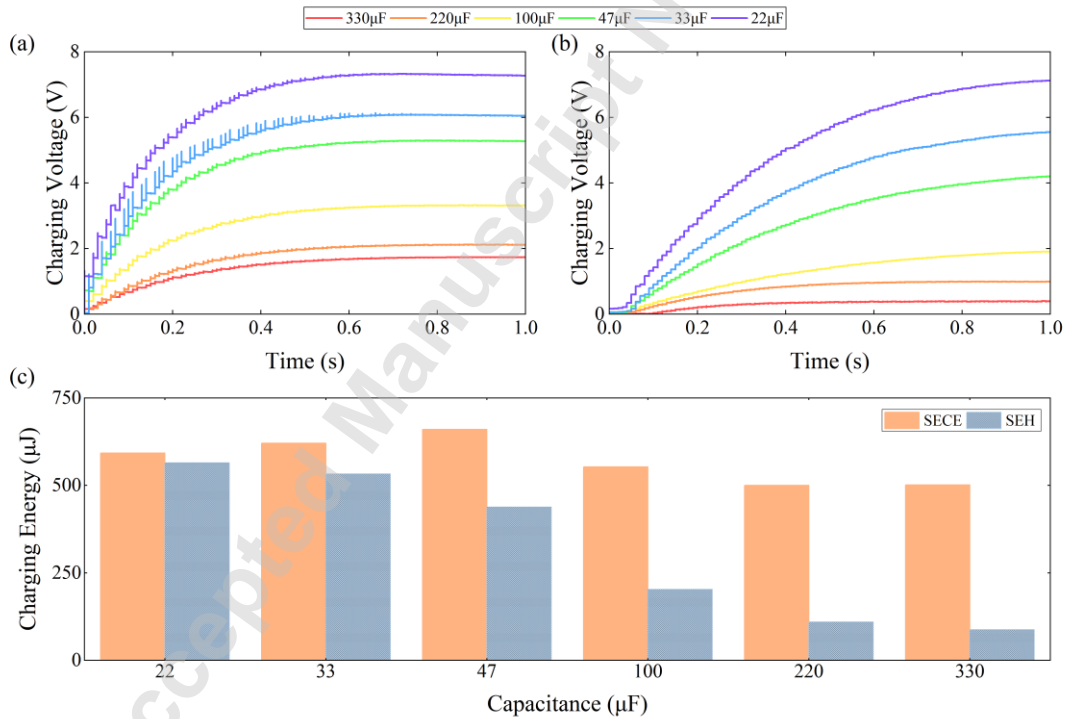 330μF 220μF 100μF 47μF 33μF 22μF
(a)
8
6
4
2
0
0.0 0.2 0.4 0.6 0.8 1.0
Charging Voltage (V)
Time (s)
(b)
8
6
4
2
0
0.0 0.2 0.4 0.6 0.8 1.0
Charging Voltage (V)
Time (s)
(c)
750
500
250
0
Charging Energy (μJ)
SECE SEH
22 33 47 100 220 330
Capacitance (μF)
ccepted Manuscript N